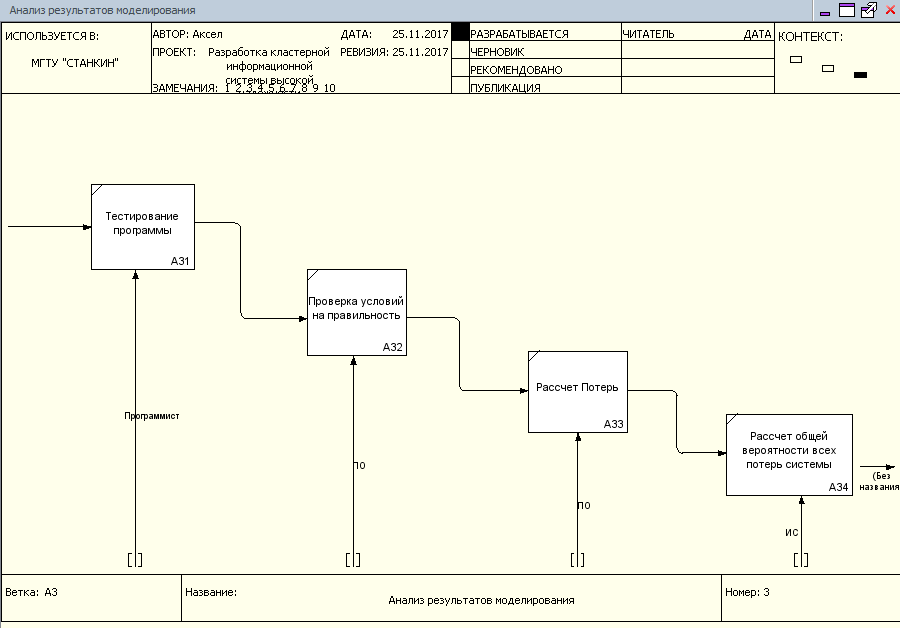 Анализ результатов моделирования
ИСПОЛЬЗУЕТСЯ В:
МГТУ "СТАНКИН"
АВТОР: Аксел
ДАТА: 25.11.2017
ПРОЕКТ: Разработка кластерной
информационной
системы высокой
РЕВИЗИЯ: 25.11.2017
ЗАМЕЧАНИЯ: 1 2 3 4 5 6 7 8 9 10
РАЗРАБАТЫВАЕТСЯ
ЧЕРНОВИК
РЕКОМЕНДОВАНО
ПУБЛИКАЦИЯ
ЧИТАТЕЛЬ ДАТА
КОНТЕКСТ:
Тестирование
программы
A31
Проверка условий
на правильность
A32
Рассчет Потерь
A33
Рассчет общей
вероятности всех
потерь системы
A34
(Без
названия
Программист
ПО
ПО
ИС
Ветка: A3
Название:
Анализ результатов моделирования
Номер: 3